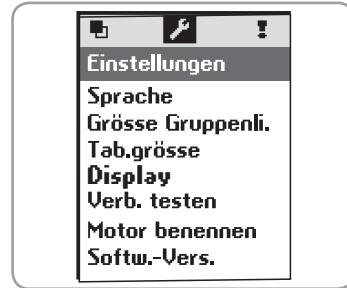 Einstellungen
Sprache
Grösse Gruppenli.
Tab.grösse
Display
Verb. testen
Motor benennen
Softw.-Vers.